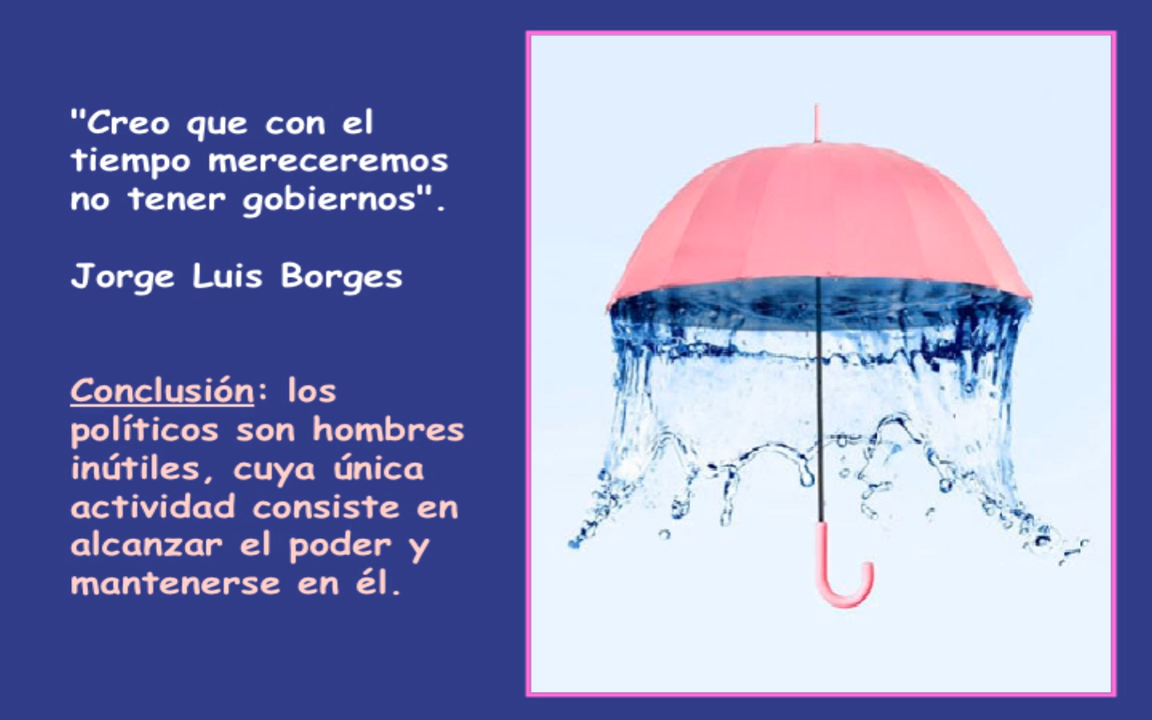 "Creo que con el
tiempo mereceremos
no tener gobiernos".
Jorge Luis Borges
Conclusión: los
políticos son hombres
inútiles, cuya única
actividad consiste en
alcanzar el poder y
mantenerse en él.